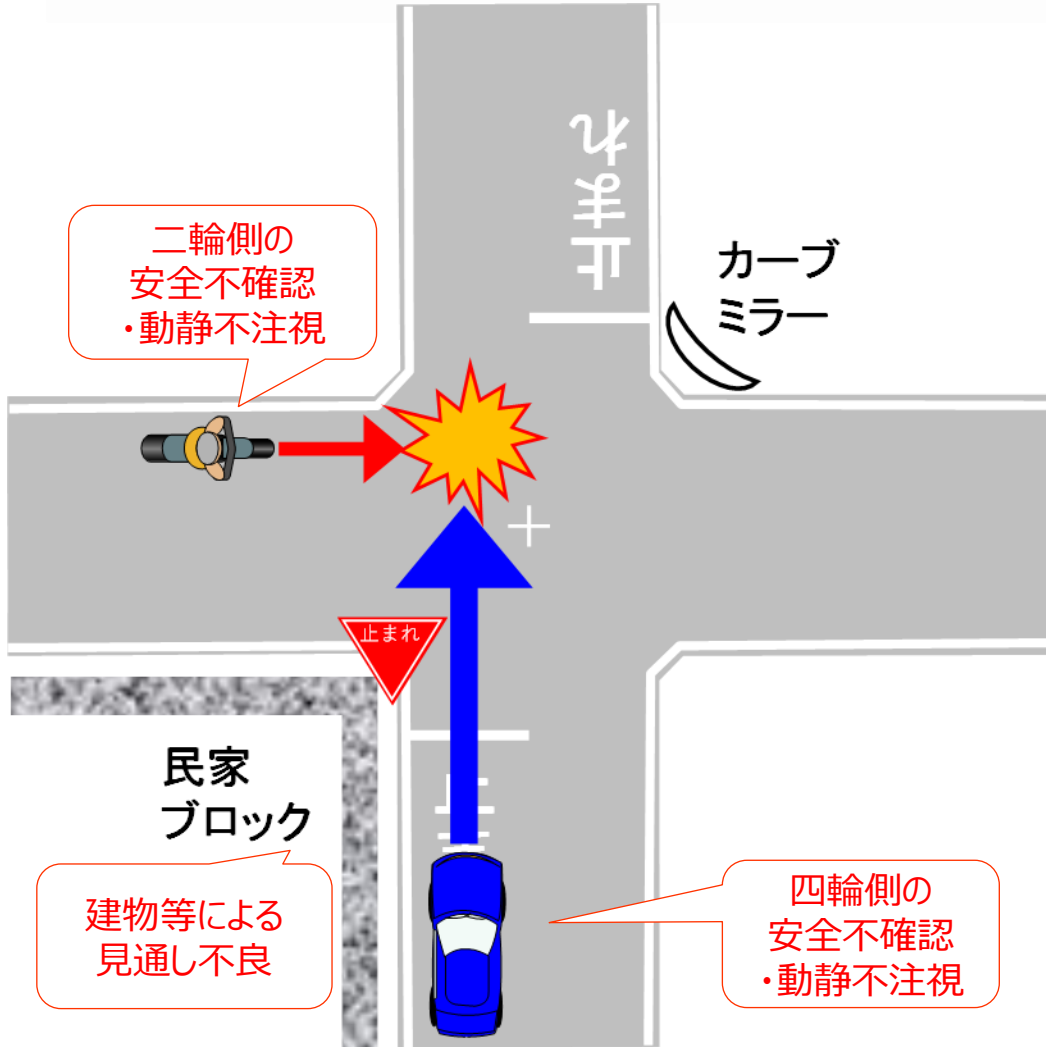 止まれ
二輪側の
安全不確認
・動静不注視
カーブ
ミラー
止まれ
民家
ブロック
建物等による
見通し不良
四輪側の
安全不確認
・動静不注視